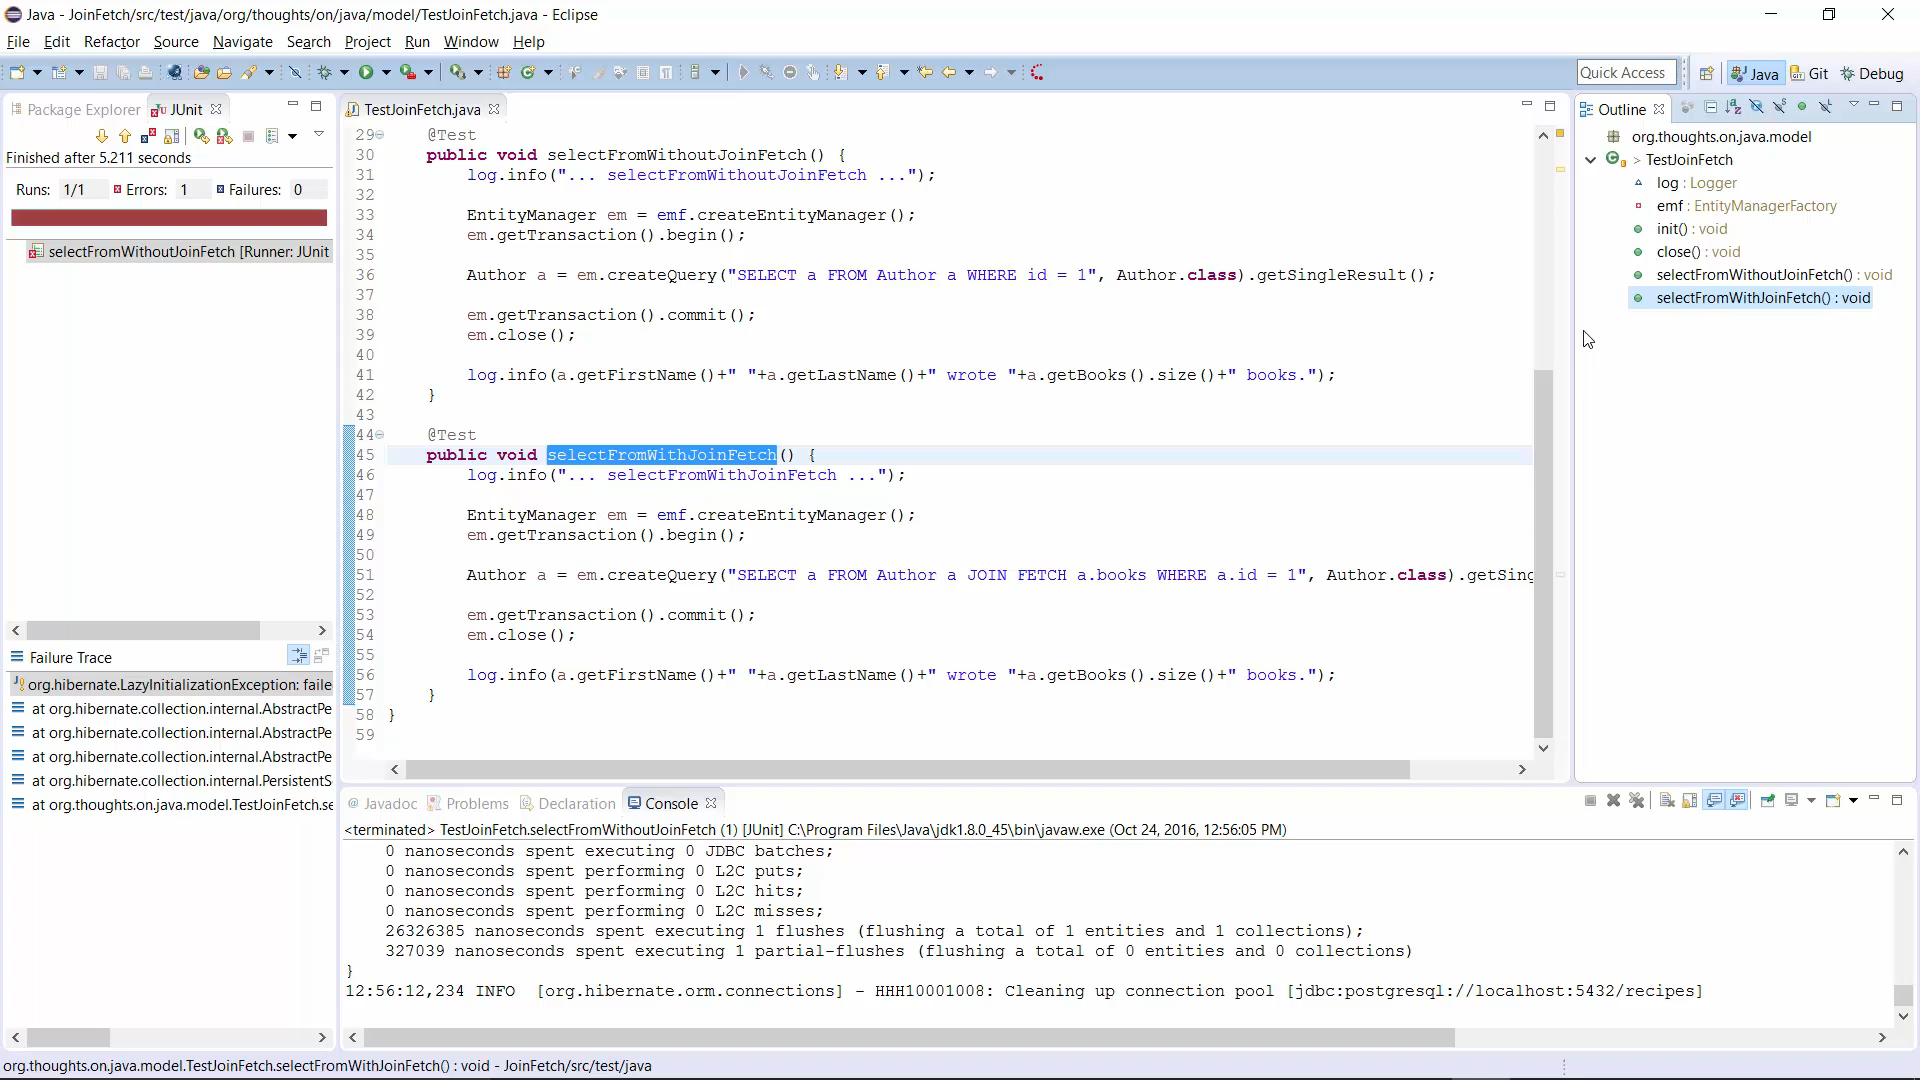 Java - JoinFetch/src/test/java/org/thoughts/on/java/model/TestJoinFetch.java - Eclipse
File Edit Refactor Source Navigate Search Project Run Window Help
Quick Access Java Git Debug
Package Explorer JUnit
Finished after 5.211 seconds
Runs: 1/1 Errors: 1 Failures: 0
selectFromWithoutJoinFetch [Runner: JUnit
Failure Trace
org.hibernate.LazyInitializationException: faile
at org.hibernate.collection.internal.AbstractPe
at org.hibernate.collection.internal.AbstractPe
at org.hibernate.collection.internal.AbstractPe
at org.hibernate.collection.internal.PersistentS
at org.thoughts.on.java.model.TestJoinFetch.se
TestJoinFetch.java
29 @Test
30 public void selectFromWithoutJoinFetch() {
31 log.info("... selectFromWithoutJoinFetch ...");
32
33 EntityManager em = emf.createEntityManager();
34 em.getTransaction().begin();
35
36 Author a = em.createQuery("SELECT a FROM Author a WHERE id = 1", Author.class).getSingleResult();
37
38 em.getTransaction().commit();
39 em.close();
40
41 log.info(a.getFirstName()+" "+a.getLastName()+" wrote "+a.getBooks().size()+" books.");
42 }
43
44 @Test
45 public void selectFromWithJoinFetch() {
46 log.info("... selectFromWithJoinFetch ...");
47
48 EntityManager em = emf.createEntityManager();
49 em.getTransaction().begin();
50
51 Author a = em.createQuery("SELECT a FROM Author a JOIN FETCH a.books WHERE a.id = 1", Author.class).getSing
52
53 em.getTransaction().commit();
54 em.close();
55
56 log.info(a.getFirstName()+" "+a.getLastName()+" wrote "+a.getBooks().size()+" books.");
57 }
58 }
59
Outline
org.thoughts.on.java.model
> TestJoinFetch
log : Logger
emf : EntityManagerFactory
init() : void
close() : void
selectFromWithoutJoinFetch() : void
selectFromWithJoinFetch() : void
@ Javadoc Problems Declaration Console
<terminated> TestJoinFetch.selectFromWithoutJoinFetch (1) [JUnit] C:\Program Files\Java\jdk1.8.0_45\bin\javaw.exe (Oct 24, 2016, 12:56:05 PM)
0 nanoseconds spent executing 0 JDBC batches;
0 nanoseconds spent performing 0 L2C puts;
0 nanoseconds spent performing 0 L2C hits;
0 nanoseconds spent performing 0 L2C misses;
26326385 nanoseconds spent executing 1 flushes (flushing a total of 1 entities and 1 collections);
327039 nanoseconds spent executing 1 partial-flushes (flushing a total of 0 entities and 0 collections)
}
12:56:12,234 INFO [org.hibernate.orm.connections] - HHH10001008: Cleaning up connection pool [jdbc:postgresql://localhost:5432/recipes]
org.thoughts.on.java.model.TestJoinFetch.selectFromWithJoinFetch() : void - JoinFetch/src/test/java